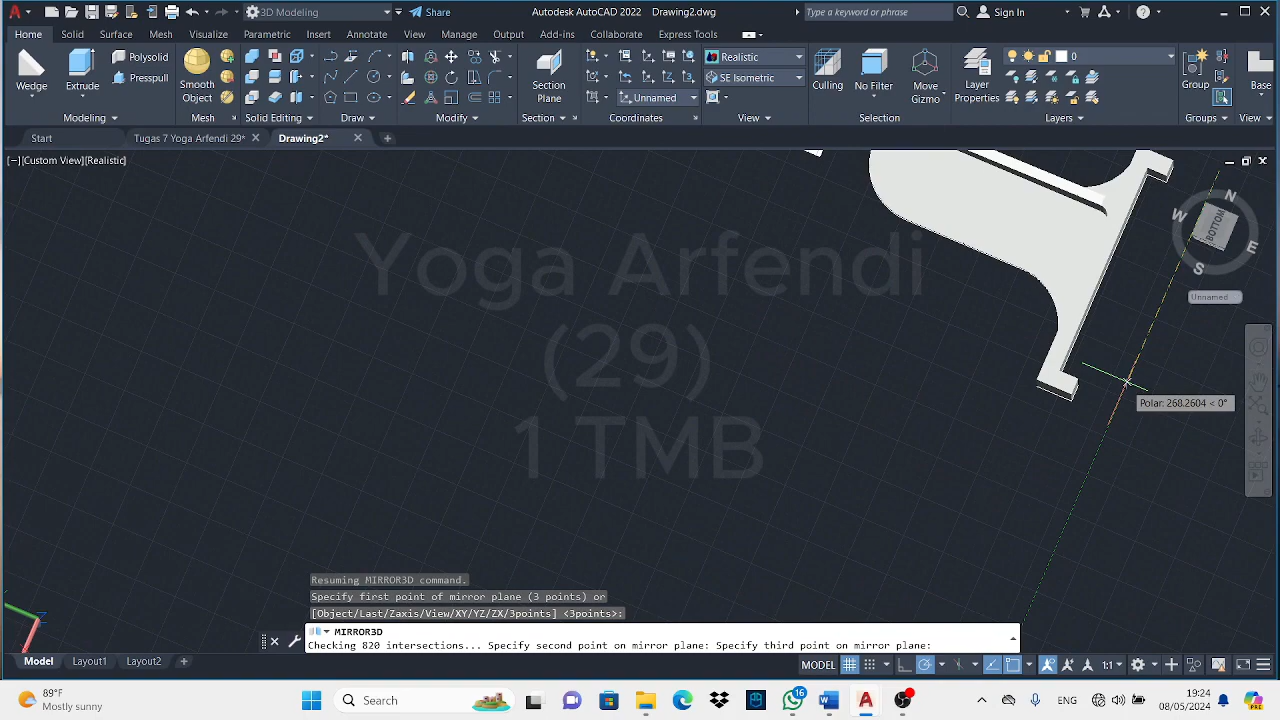 3D Modeling
Share
Autodesk AutoCAD 2022 Drawing2.dwg
Type a keyword or phrase
Sign In
Home Solid Surface Mesh Visualize Parametric Insert Annotate View Manage Output Add-ins Collaborate Express Tools
Wedge
Extrude
Polysolid
Presspull
Smooth
Object
Section
Plane
Realistic
SE Isometric
Unnamed
Culling
No Filter
Move
Gizmo
Layer
Properties
0
Group
Base
Modeling
Mesh
Solid Editing
Draw
Modify
Section
Coordinates
View
Selection
Layers
Groups
View
Start
Tugas 7 Yoga Arfendi 29*
Drawing2*
[−][Custom View][Realistic]
N
W
E
S
BOTTOM
Unnamed
Yoga Arfendi
(29)
1 TMB
Polar: 268.2604 < 0°
Resuming MIRROR3D command.
Specify first point of mirror plane (3 points) or
[Object/Last/Zaxis/View/XY/YZ/ZX/3points] <3points>:
MIRROR3D
Checking 820 intersections... Specify second point on mirror plane: Specify third point on mirror plane:
Model
Layout1
Layout2
MODEL
1:1
89°F
Mostly sunny
Search
16
ENG
19:24
08/05/2024